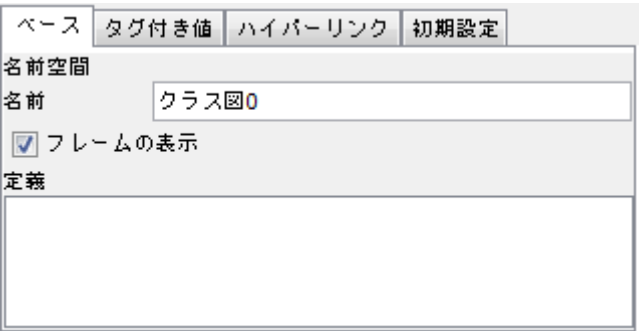 ベース タグ付き値 ハイパーリンク 初期設定
名前空間
名前 クラス図0
フレームの表示
定義